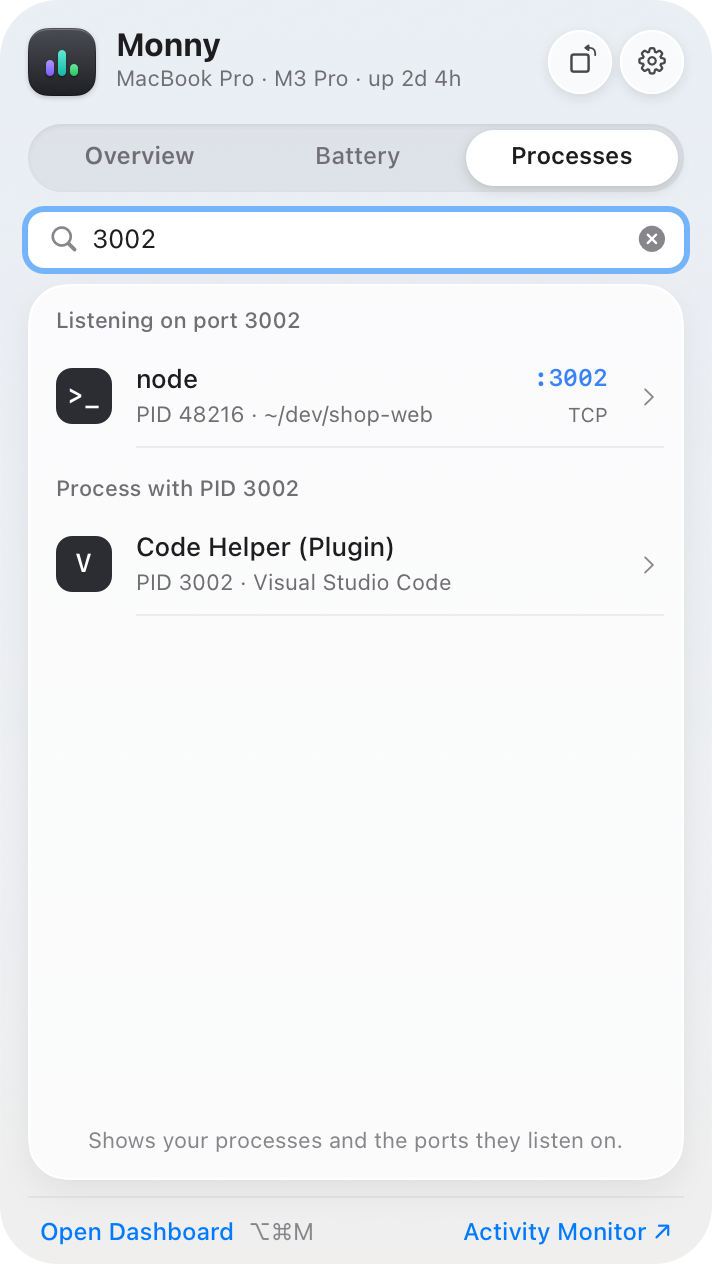 Monny
MacBook Pro · M3 Pro · up 2d 4h
Overview
Battery
Processes
3002
Listening on port 3002
>_
node
:3002
PID 48216 · ~/dev/shop-web
TCP
Process with PID 3002
V
Code Helper (Plugin)
PID 3002 · Visual Studio Code
Shows your processes and the ports they listen on.
Open Dashboard ⌥⌘M
Activity Monitor ↗